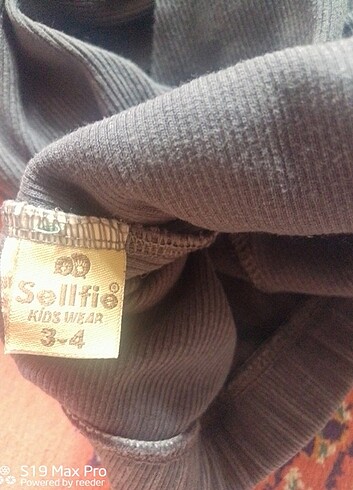 Sellfie®
KIDS WEAR
3-4
S19 Max Pro
Powered by reeder